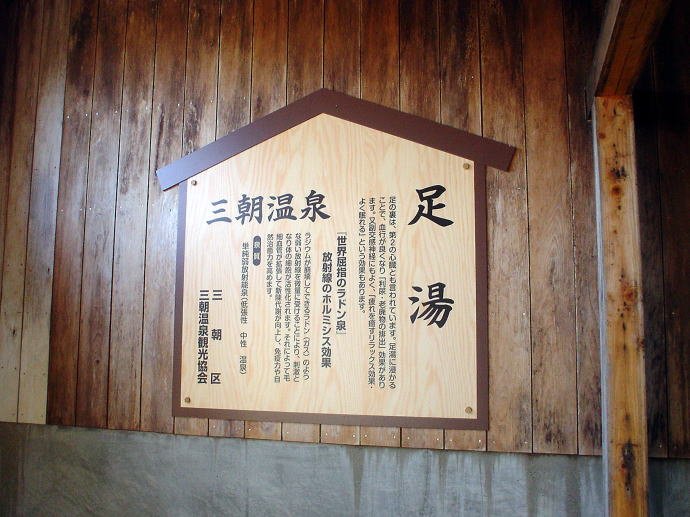 足湯
足の裏は、第2の心臓とも言われています。足湯に浸かる
ことで、血行が良くなり「利尿・老廃物の排出」効果があり
ます。又副交感神経にもよく、「疲れを癒すリラックス効果・
よく眠れる」という効果もあります。
三朝温泉
『世界屈指のラドン泉』
放射線のホルミシス効果
ラジウムが崩壊してできるラドン（ガス）のよう
な弱い放射線を微量に受けることにより、刺激と
なり体の細胞が活性化されます。それによって毛
細血管が拡張して新陳代謝が向上し、免疫力や自
然治癒力を高めます。
泉質
単純弱放射能泉（低張性 中性 温泉）
三朝区
三朝温泉観光協会